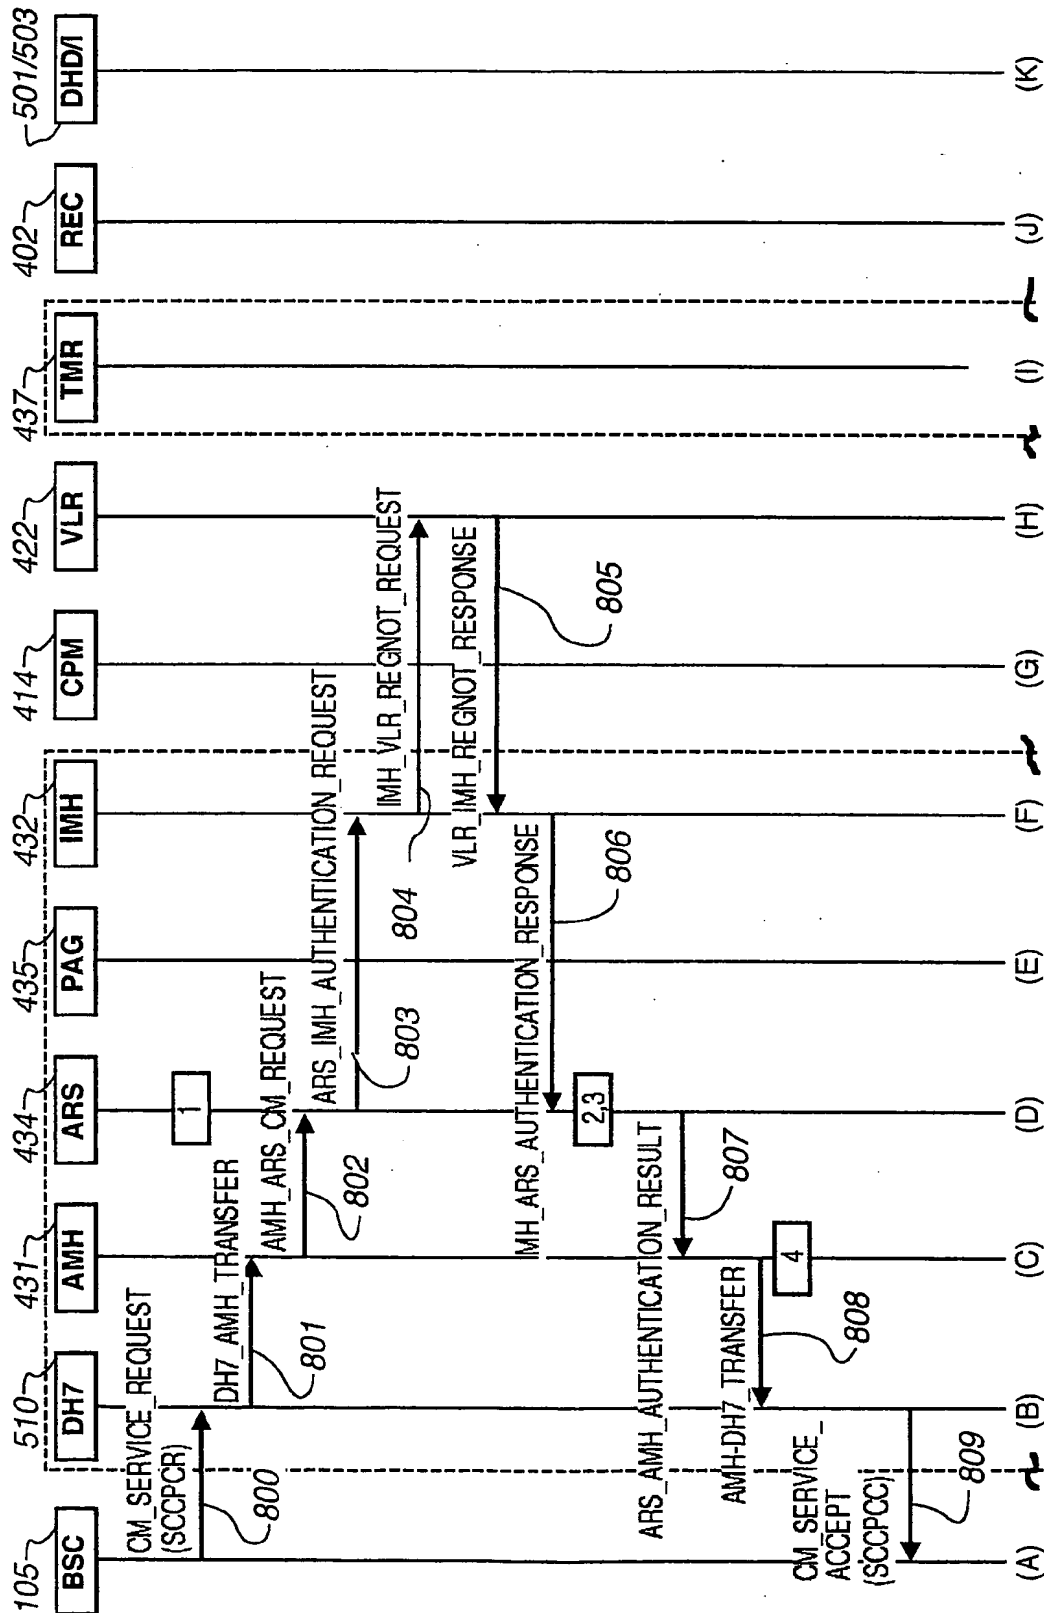 105
BSC
510
DH7
431
AMH
434
ARS
435
PAG
432
IMH
414
CPM
422
VLR
437
TMR
402
REC
501/503
DHD/I
CM_SERVICE_REQUEST
(SCCPCR)
800
1
DH7_AMH_TRANSFER
801
AMH_ARS_CM_REQUEST
802
ARS_IMH_AUTHENTICATION_REQUEST
803
IMH_VLR_REGNOT_REQUEST
804
VLR_IMH_REGNOT_RESPONSE
805
IMH_ARS_AUTHENTICATION_RESPONSE
806
2,3
ARS_AMH_AUTHENTICATION_RESULT
807
AMH-DH7_TRANSFER
4
808
CM_SERVICE_
ACCEPT
(SCCPCC)
809
(A)
(B)
(C)
(D)
(E)
(F)
(G)
(H)
(I)
(J)
(K)